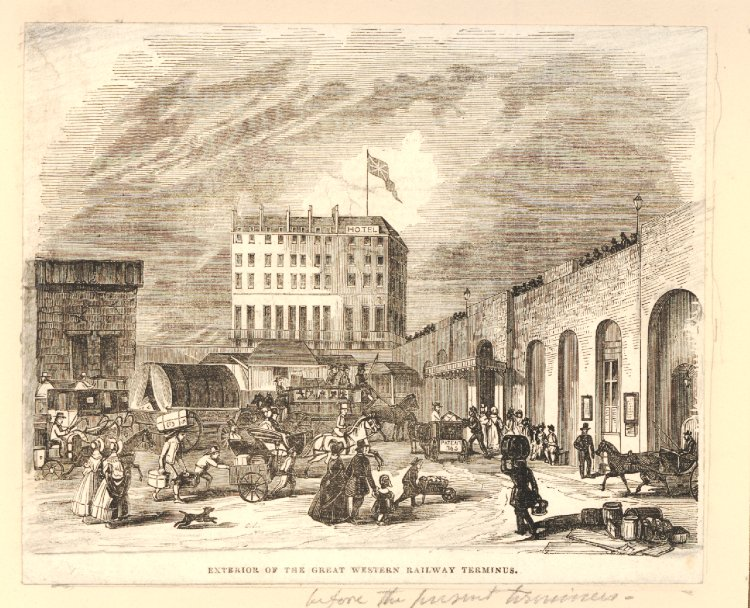 HOTEL
EXTERIOR OF THE GREAT WESTERN RAILWAY TERMINUS.
before the present terminus -